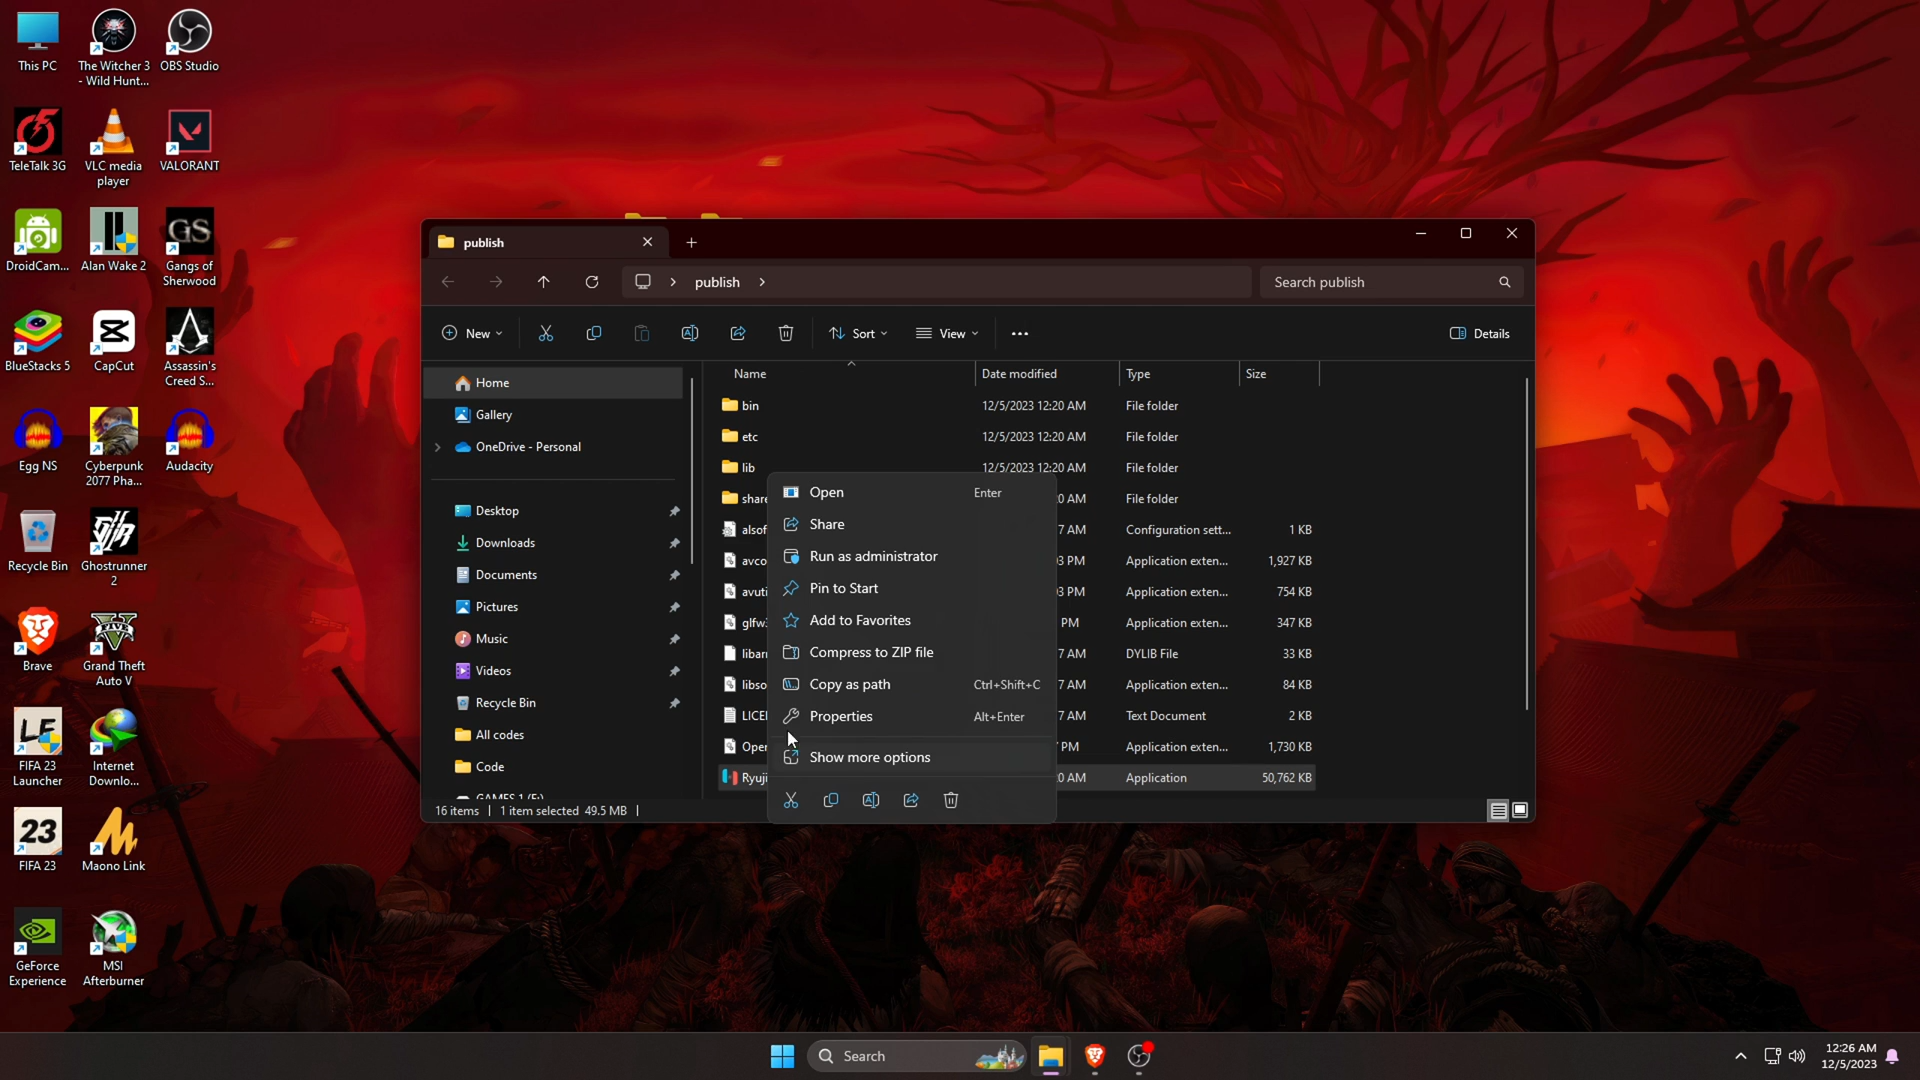 This PC
The Witcher 3
- Wild Hunt...
OBS Studio
TeleTalk 3G
VLC media
player
VALORANT
DroidCam...
Alan Wake 2
GS
Gangs of
Sherwood
BlueStacks 5
CapCut
Assassin's
Creed S...
Egg NS
Cyberpunk
2077 Pha...
Audacity
Recycle Bin
Ghostrunner
2
Brave
Grand Theft
Auto V
LF
FIFA 23
Launcher
Internet
Downlo...
23
FIFA 23
Maono Link
GeForce
Experience
MSI
Afterburner
publish
publish
Search publish
New
Sort
View
Details
Home
Gallery
OneDrive - Personal
Desktop
Downloads
Documents
Pictures
Music
Videos
Recycle Bin
All codes
Code
Name Date modified Type Size
bin 12/5/2023 12:20 AM File folder
etc 12/5/2023 12:20 AM File folder
lib 12/5/2023 12:20 AM File folder
share 0 AM File folder
alsof 7 AM Configuration sett... 1 KB
avco 3 PM Application exten... 1,927 KB
avuti 3 PM Application exten... 754 KB
glfw PM Application exten... 347 KB
libar 7 AM DYLIB File 33 KB
libso 7 AM Application exten... 84 KB
LICE 7 AM Text Document 2 KB
Oper PM Application exten... 1,730 KB
Ryuji 0 AM Application 50,762 KB
Open Enter
Share
Run as administrator
Pin to Start
Add to Favorites
Compress to ZIP file
Copy as path Ctrl+Shift+C
Properties Alt+Enter
Show more options
16 items 1 item selected 49.5 MB
Search
12:26 AM
12/5/2023